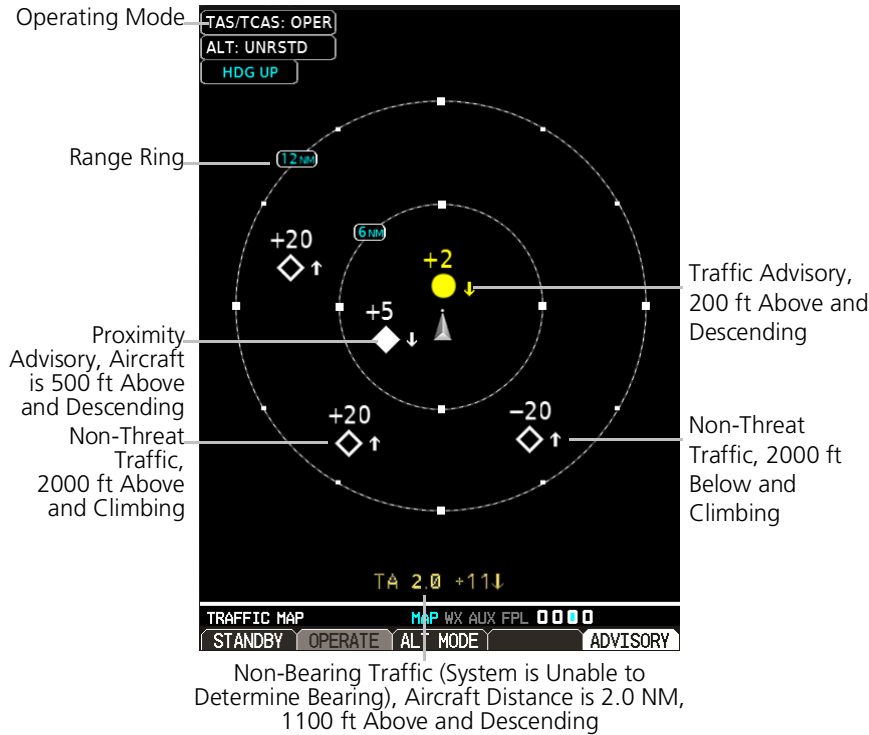 Operating Mode
TAS/TCAS: OPER
ALT: UNRSTD
HDG UP
Range Ring
12 NM
6 NM
+20
+2
Traffic Advisory,
200 ft Above and
Descending
+5
Proximity
Advisory, Aircraft
is 500 ft Above
and Descending
+20
−20
Non-Threat
Traffic,
2000 ft Above
and Climbing
Non-Threat
Traffic, 2000 ft
Below and
Climbing
TA 2.0 +11↓
TRAFFIC MAP
MAP WX AUX FPL
STANDBY OPERATE ALT MODE ADVISORY
Non-Bearing Traffic (System is Unable to
Determine Bearing), Aircraft Distance is 2.0 NM,
1100 ft Above and Descending